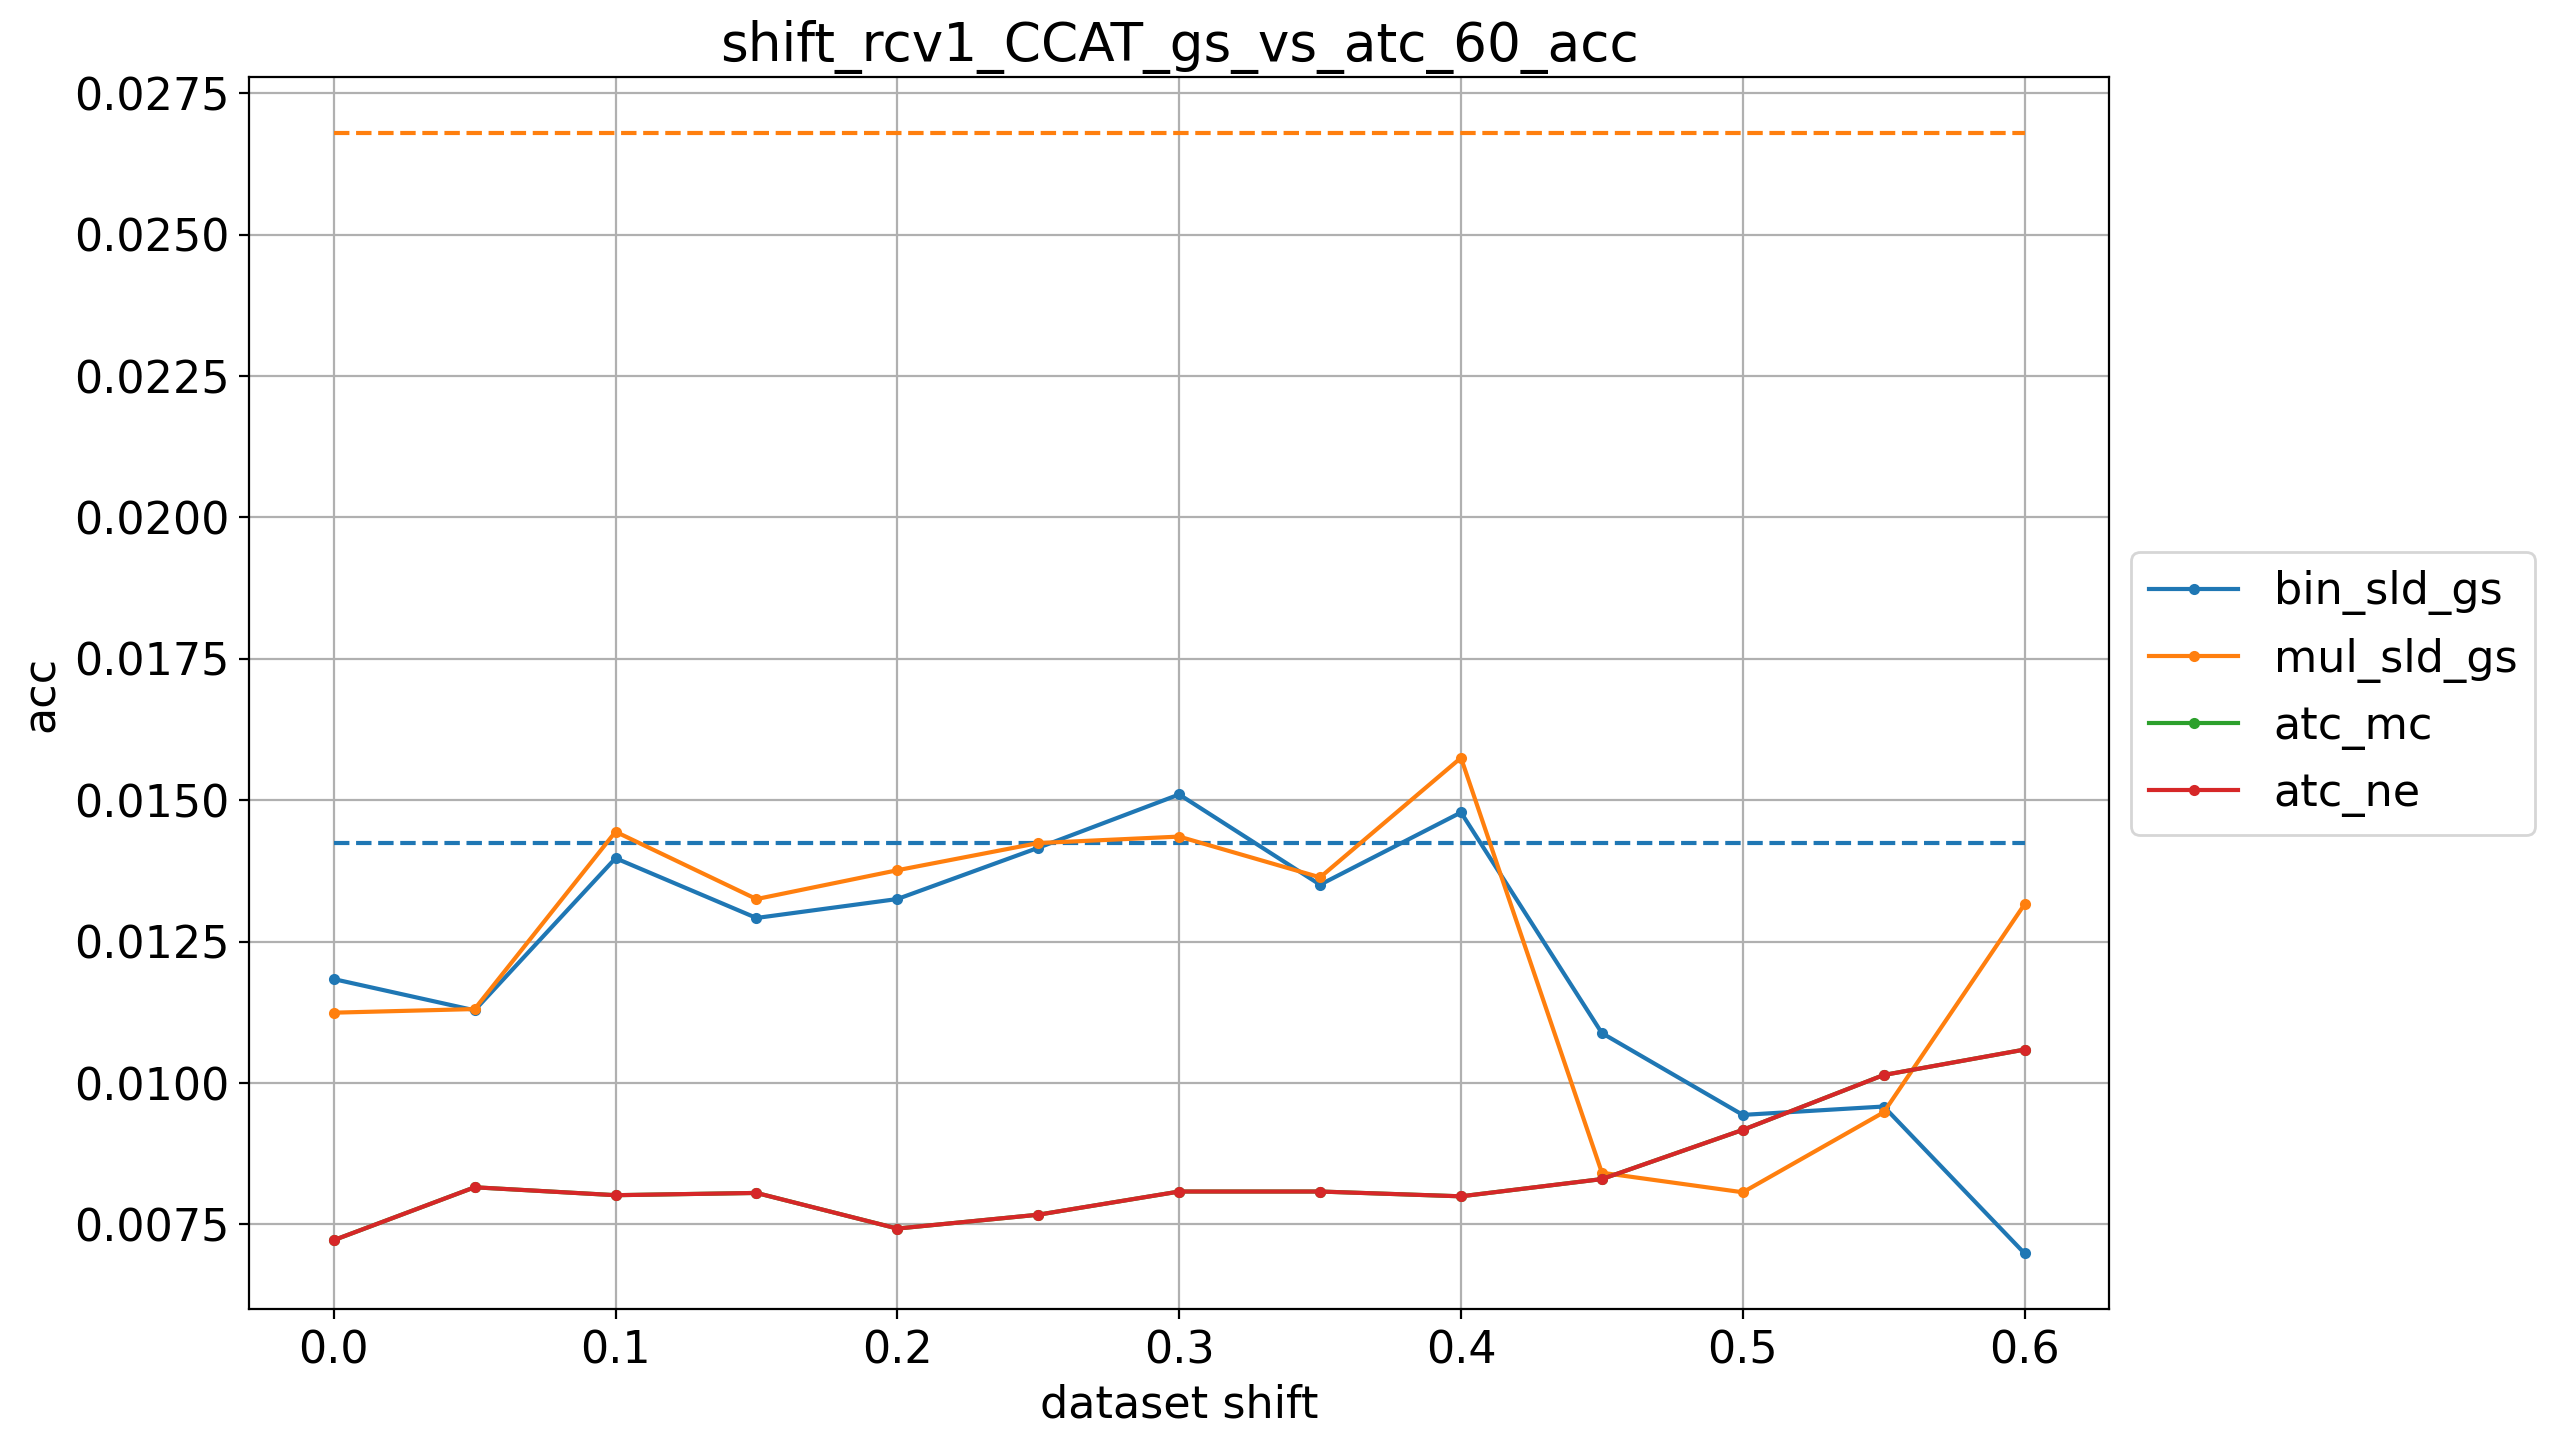 shift_rcv1_CCAT_gs_vs_atc_60_acc
0.0275
0.0250
0.0225
0.0200
0.0175
0.0150
0.0125
0.0100
0.0075
acc
0.0 0.1 0.2 0.3 0.4 0.5 0.6
dataset shift
bin_sld_gs
mul_sld_gs
atc_mc
atc_ne